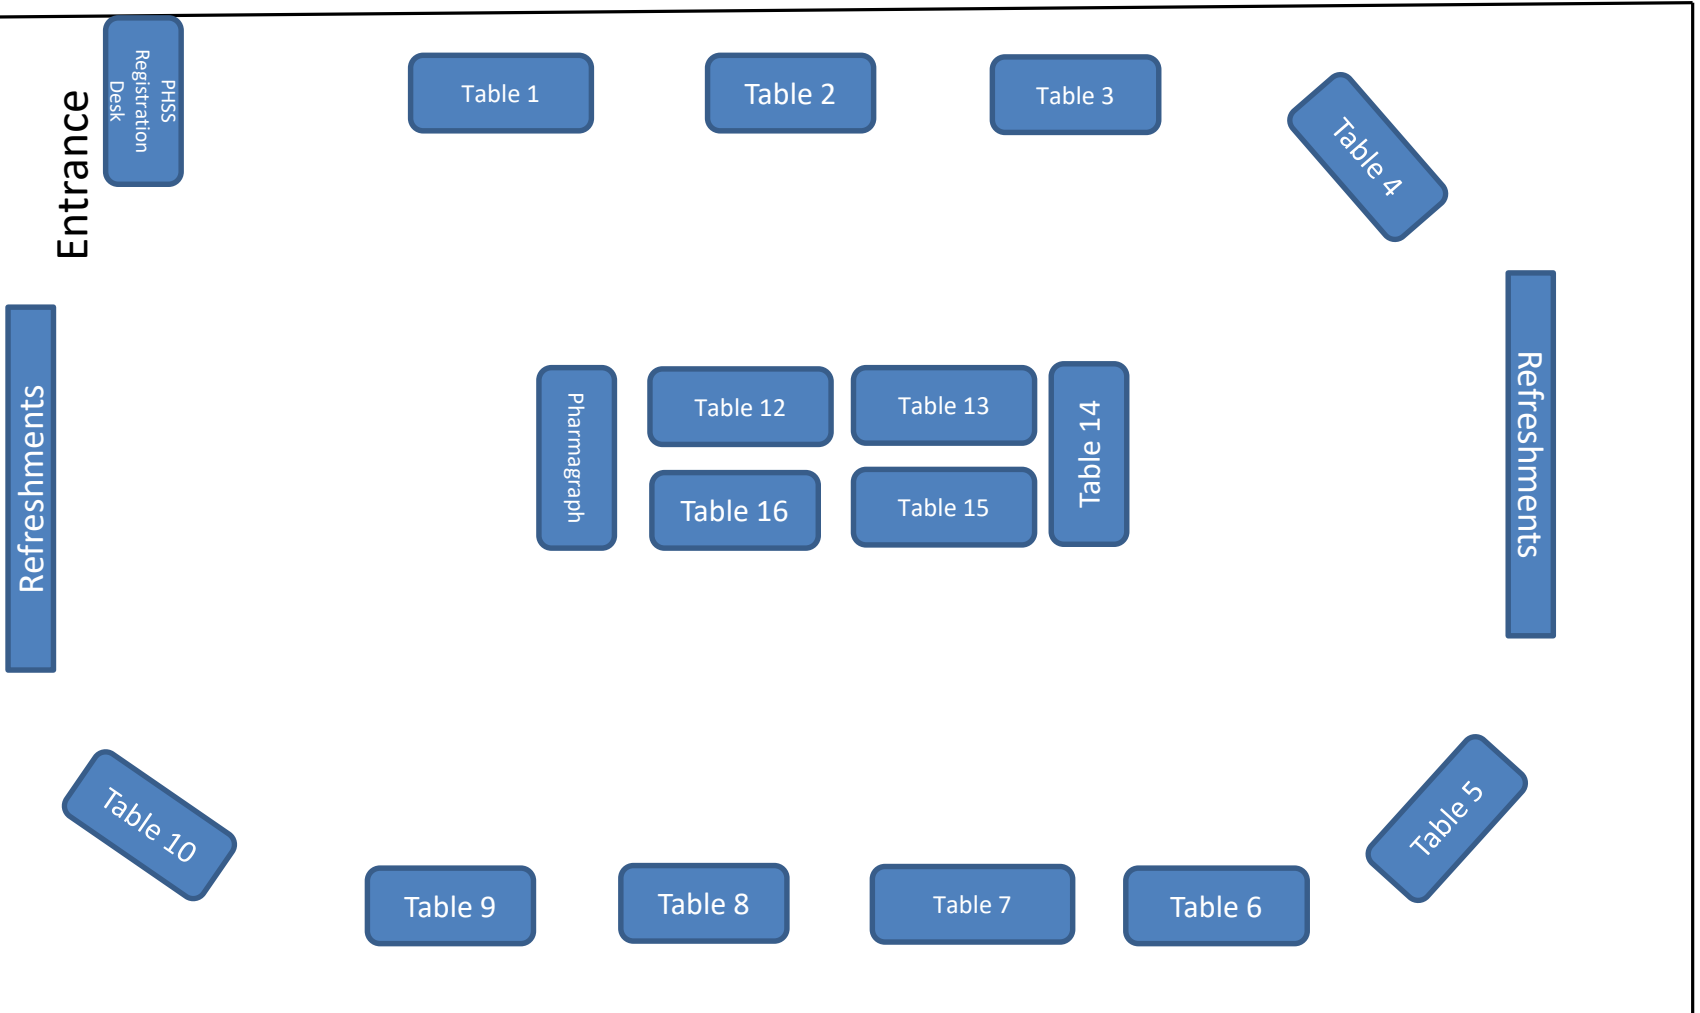 PHSS
Registration
Desk
Entrance
Table 1
Table 2
Table 3
Table 4
Refreshments
Pharmagraph
Table 12
Table 13
Table 14
Refreshments
Table 16
Table 15
Table 10
Table 5
Table 9
Table 8
Table 7
Table 6